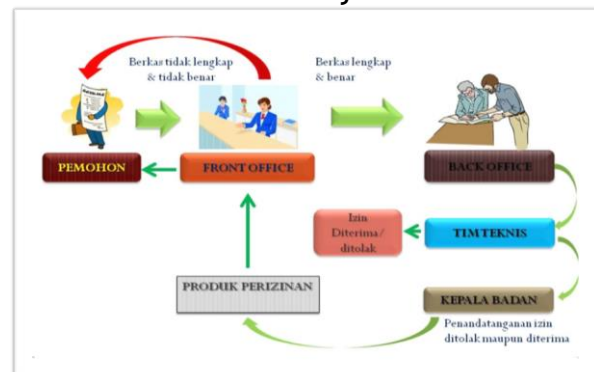 Berkas tidak lengkap
& tidak benar
Berkas lengkap
& benar
PEMOHON
FRONT OFFICE
BACK OFFICE
Izin
Diterima/
ditolak
TIM TEKNIS
PRODUK PERIZINAN
KEPALA BADAN
Penandatanganan izin
ditolak maupun diterima